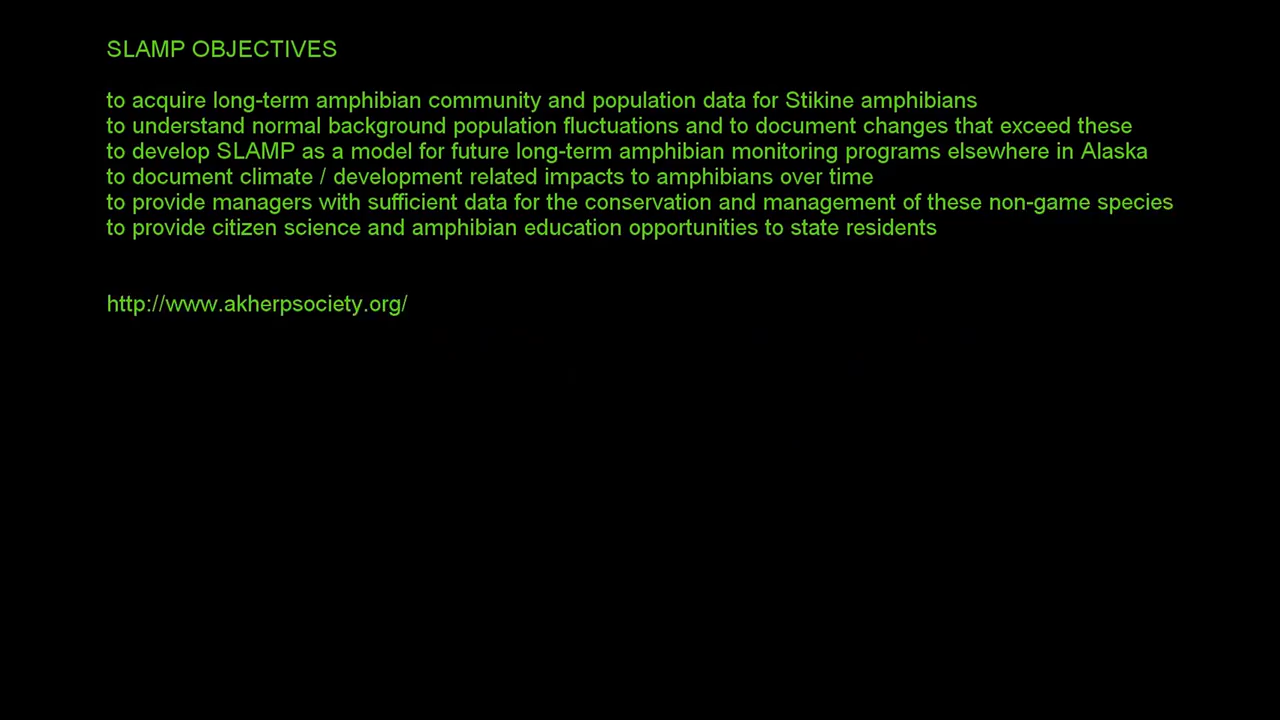 SLAMP OBJECTIVES
to acquire long-term amphibian community and population data for Stikine amphibians
to understand normal background population fluctuations and to document changes that exceed these
to develop SLAMP as a model for future long-term amphibian monitoring programs elsewhere in Alaska
to document climate / development related impacts to amphibians over time
to provide managers with sufficient data for the conservation and management of these non-game species
to provide citizen science and amphibian education opportunities to state residents
http://www.akherpsociety.org/